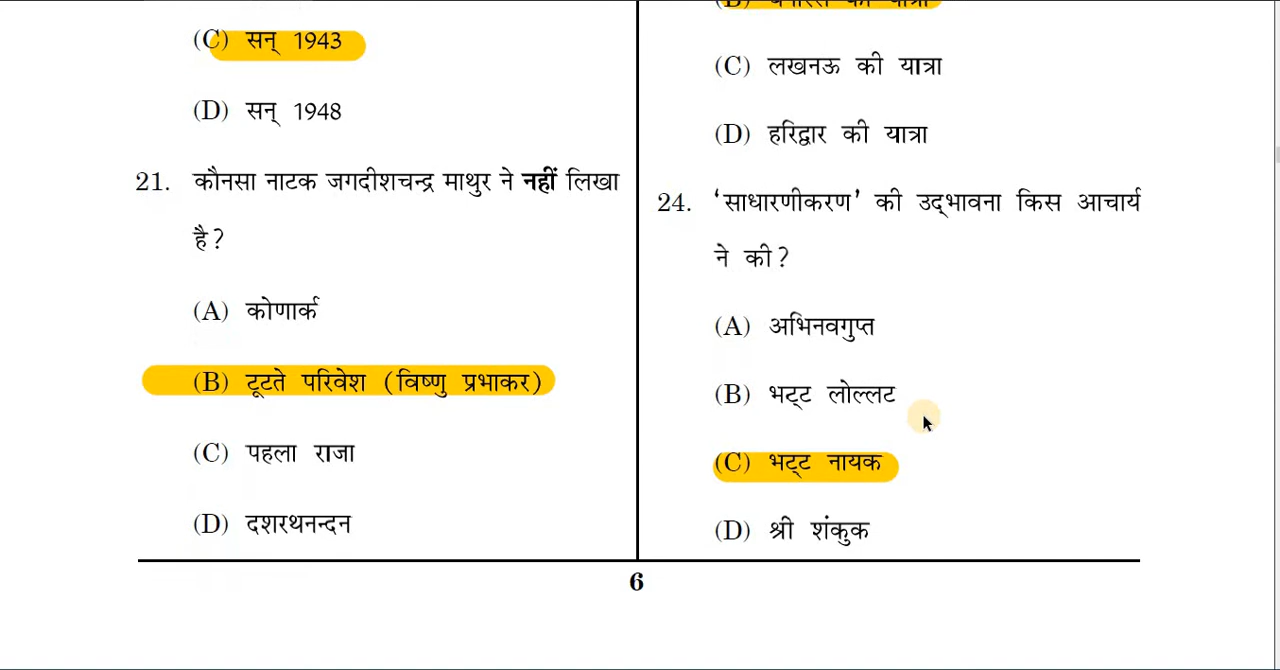 (C) सन् 1943
(D) सन् 1948
21. कौनसा नाटक जगदीशचन्द्र माथुर ने नहीं लिखा
है?
(A) कोणार्क
(B) टूटते परिवेश (विष्णु प्रभाकर)
(C) पहला राजा
(D) दशरथनन्दन
की यात्रा
(C) लखनऊ की यात्रा
(D) हरिद्वार की यात्रा
24. ‘साधारणीकरण’ की उद्‌भावना किस आचार्य
ने की?
(A) अभिनवगुप्त
(B) भट्‌ट लोल्लट
(C) भट्‌ट नायक
(D) श्री शंकुक
6